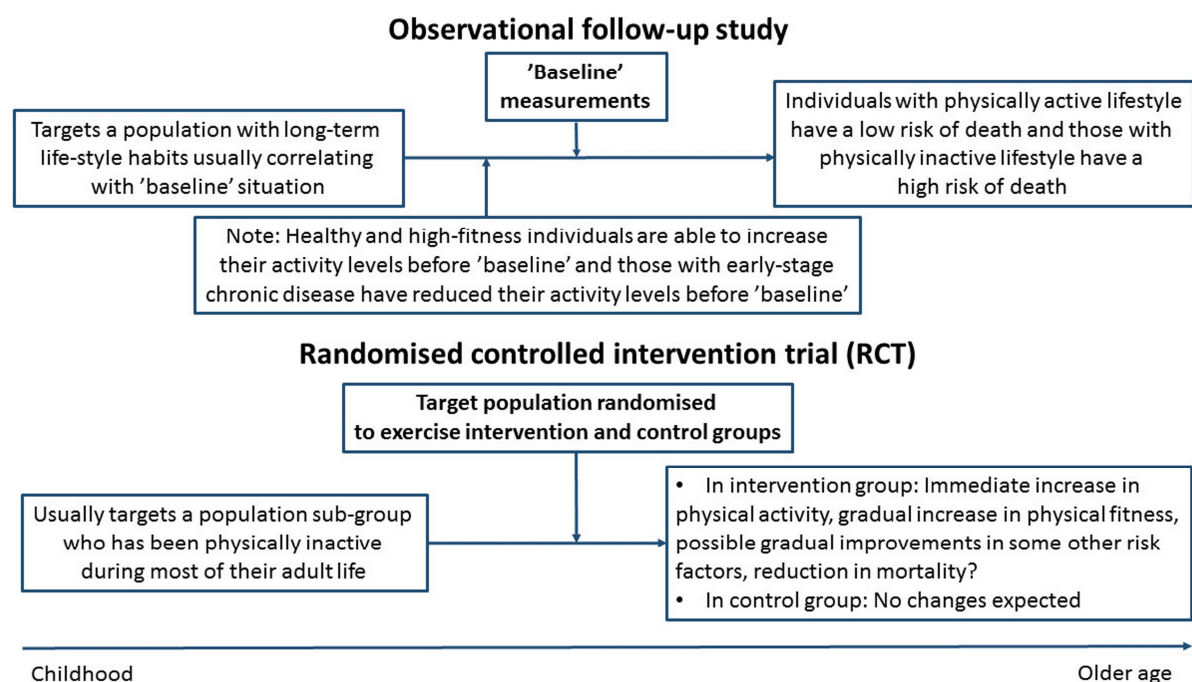 Observational follow-up study
’Baseline’
measurements
Targets a population with long-term
life-style habits usually correlating
with ’baseline’ situation
Individuals with physically active lifestyle
have a low risk of death and those with
physically inactive lifestyle have a
high risk of death
Note: Healthy and high-fitness individuals are able to increase
their activity levels before ’baseline’ and those with early-stage
chronic disease have reduced their activity levels before ’baseline’
Randomised controlled intervention trial (RCT)
Target population randomised
to exercise intervention and control groups
Usually targets a population sub-group
who has been physically inactive
during most of their adult life
• In intervention group: Immediate increase in
physical activity, gradual increase in physical fitness,
possible gradual improvements in some other risk
factors, reduction in mortality?
• In control group: No changes expected
Childhood
Older age